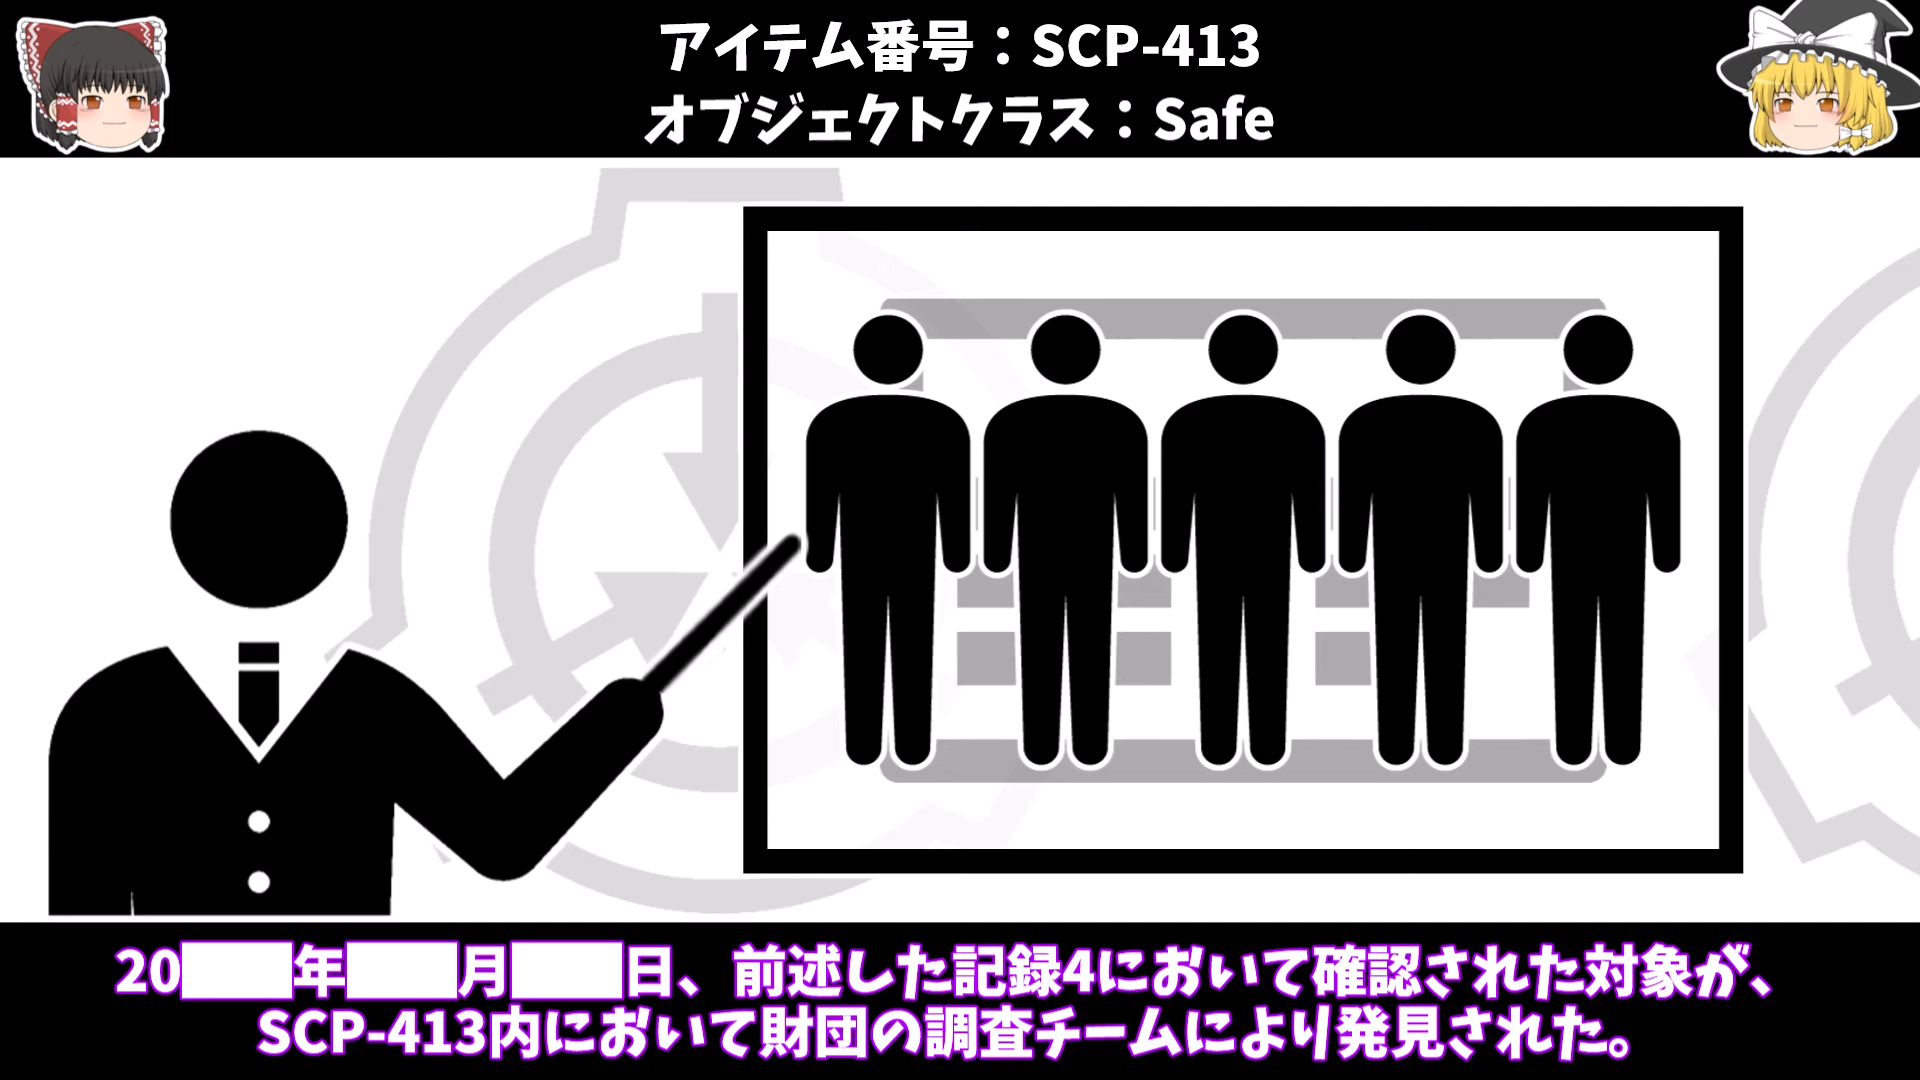 アイテム番号：SCP-413
オブジェクトクラス：Safe
20██年██月██日、前述した記録4において確認された対象が、
SCP-413内において財団の調査チームにより発見された。